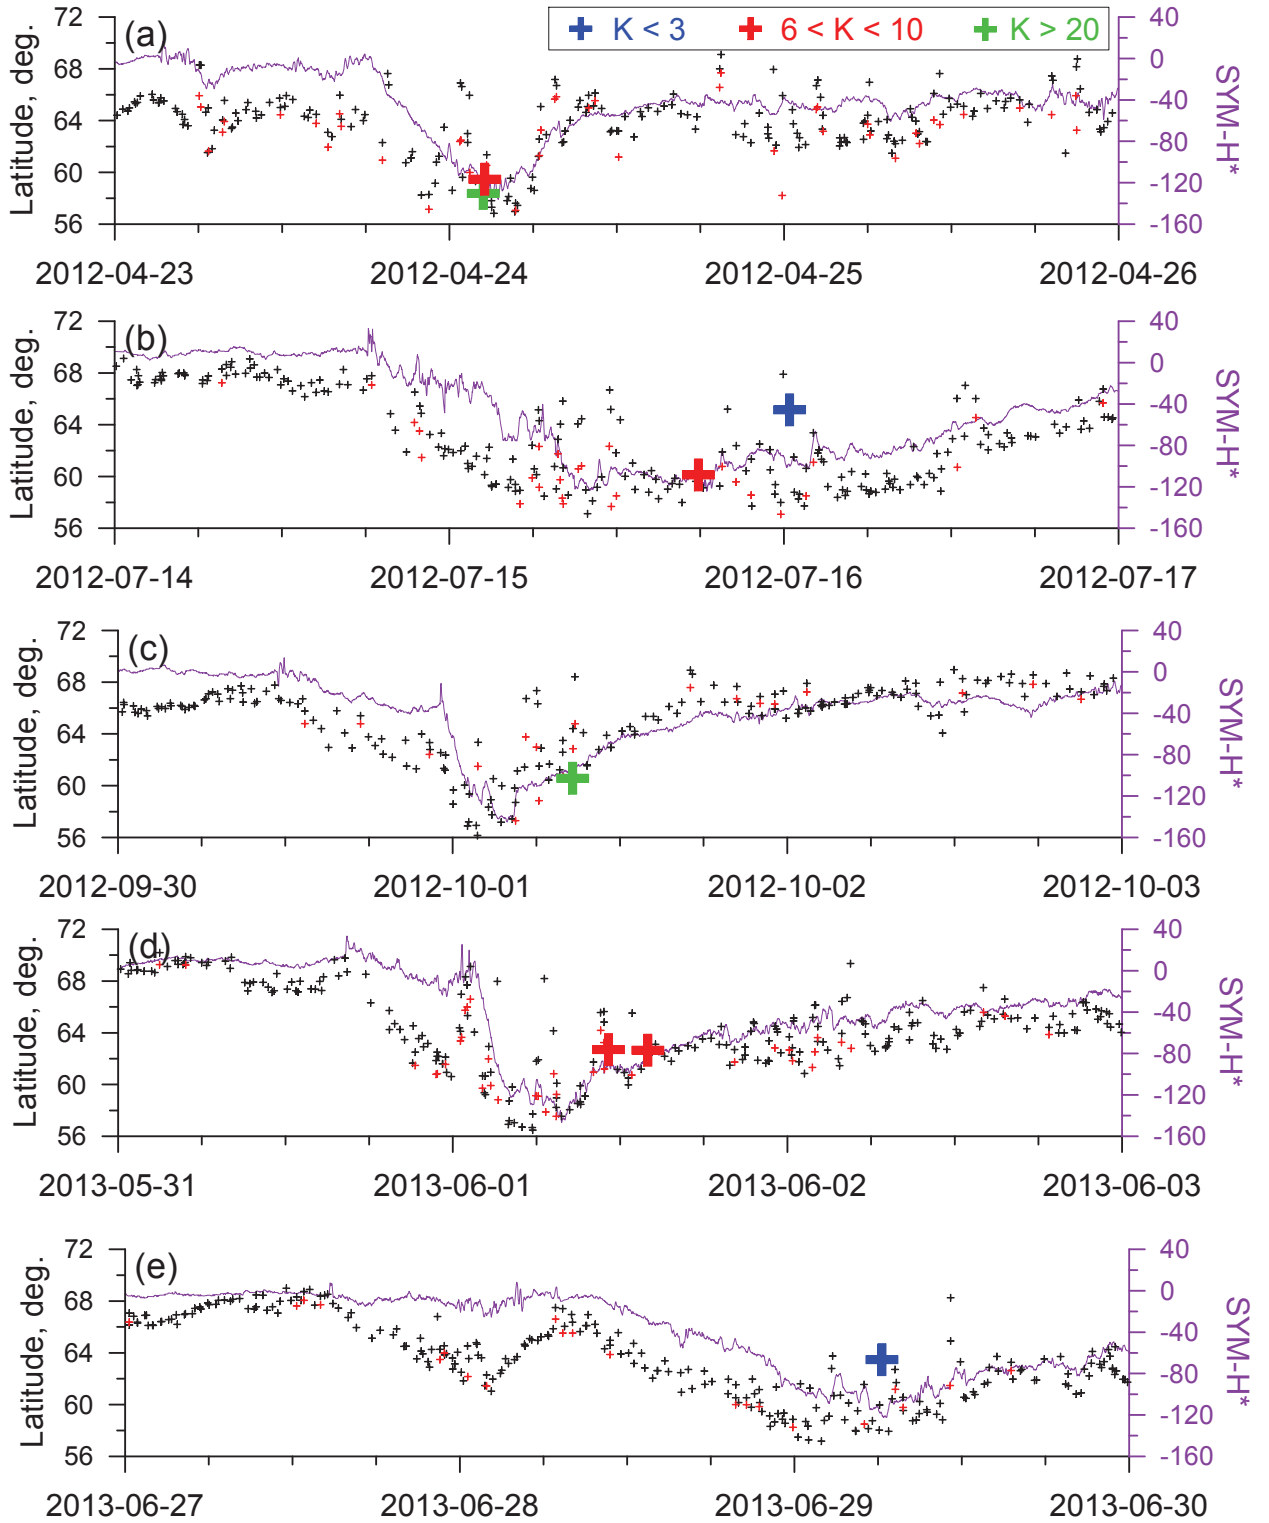 K < 3 6 < K < 10 K > 20
(a)
72 68 64 60 56
Latitude, deg.
40 0 -40 -80 -120 -160
SYM-H*
2012-04-23 2012-04-24 2012-04-25 2012-04-26
(b)
72 68 64 60 56
Latitude, deg.
40 0 -40 -80 -120 -160
SYM-H*
2012-07-14 2012-07-15 2012-07-16 2012-07-17
(c)
72 68 64 60 56
Latitude, deg.
40 0 -40 -80 -120 -160
SYM-H*
2012-09-30 2012-10-01 2012-10-02 2012-10-03
(d)
72 68 64 60 56
Latitude, deg.
40 0 -40 -80 -120 -160
SYM-H*
2013-05-31 2013-06-01 2013-06-02 2013-06-03
(e)
72 68 64 60 56
Latitude, deg.
40 0 -40 -80 -120 -160
SYM-H*
2013-06-27 2013-06-28 2013-06-29 2013-06-30